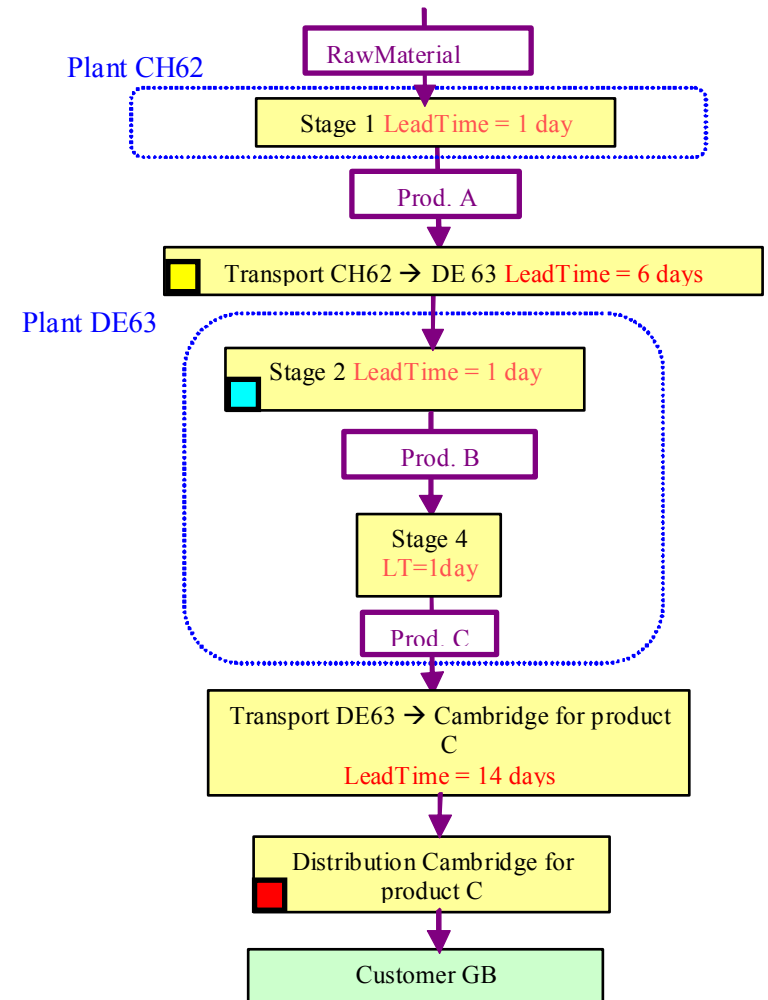 RawMaterial
Plant CH62
Stage 1 LeadTime = 1 day
Prod. A
Transport CH62 → DE 63 LeadTime = 6 days
Plant DE63
Stage 2 LeadTime = 1 day
Prod. B
Stage 4
LT=1day
Prod. C
Transport DE63 → Cambridge for product
C
LeadTime = 14 days
Distribution Cambridge for
product C
Customer GB